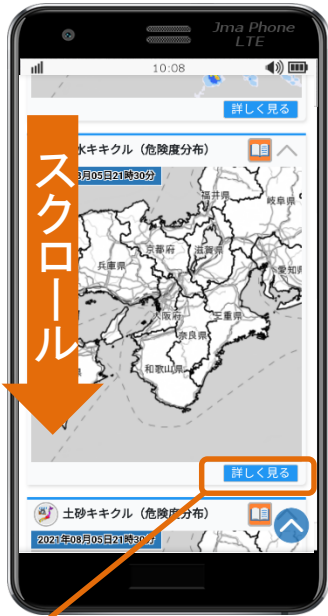 Jma Phone
LTE
10:08
詳しく見る
水キキクル（危険度分布）
8月05日21時30分
スクロール
福井県
岐阜県
京都府
滋賀県
兵庫県
愛知県
大阪府
三重県
奈良県
和歌山県
詳しく見る
土砂キキクル（危険度分布）
2021年08月05日21時30分